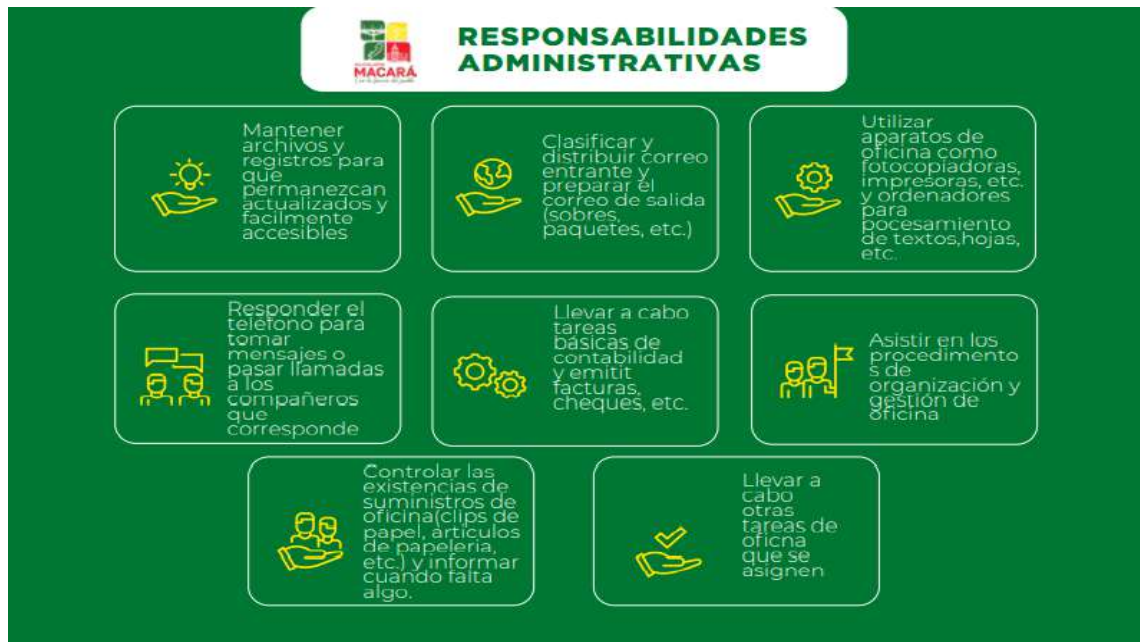 RESPONSABILIDADES
ADMINISTRATIVAS
MACARÁ
Mantener
archivos y
registros para
que
permanezcan
actualizados y
facilmente
accesibles
Clasificar y
distribuir correo
entrante y
preparar el
correo de salida
(sobres,
paquetes, etc.)
Utilizar
aparatos de
oficina como
fotocopiadoras,
impresoras, etc.
y ordenadores
para
pocesamiento
de textos,hojas,
etc.
Responder el
teléfono para
tomar
mensajes o
pasar llamadas
a los
compañeros
que
corresponde
Llevar a cabo
tareas
básicas de
contabilidad
y emitit
facturas,
cheques, etc.
Asistir en los
procedimento
s de
organización y
gestión de
oficina
Controlar las
existencias de
suministros de
oficina(clips de
papel, artículos
de papeleria,
etc.) y informar
cuando falta
algo.
Llevar a
cabo
otras
tareas de
oficna
que se
asignen